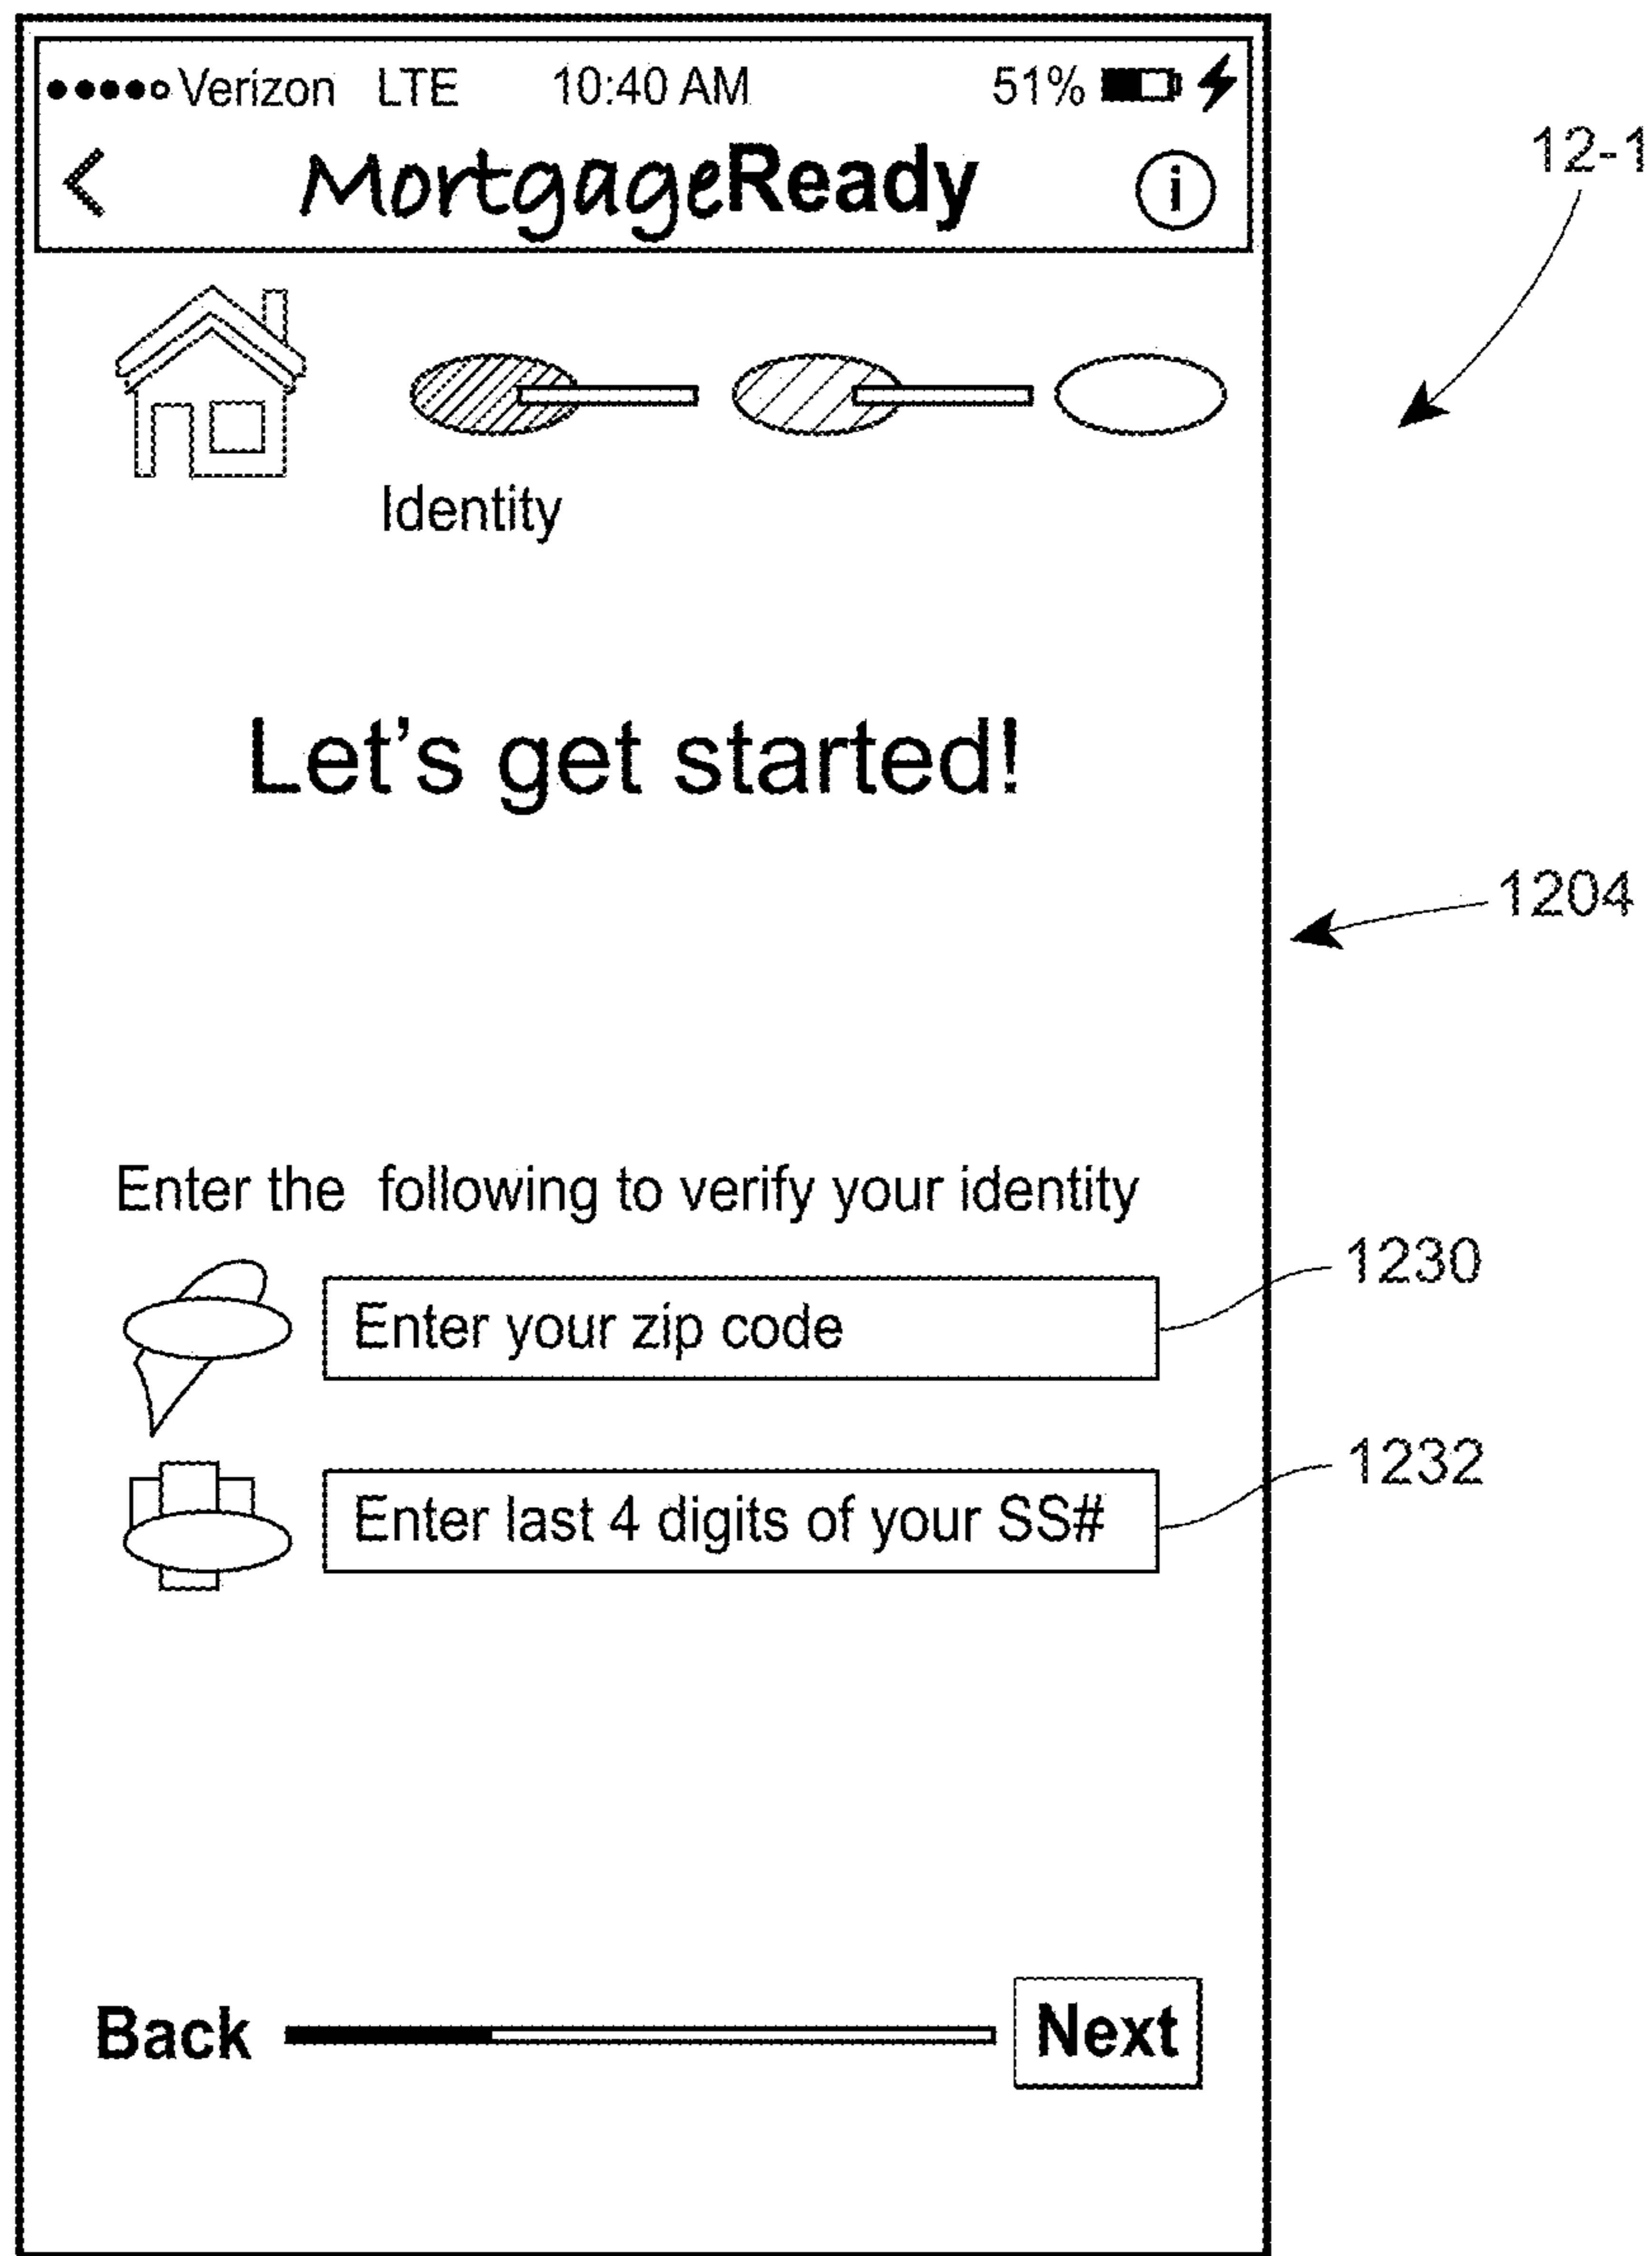 Verizon LTE 10:40 AM 51%
12-1
< MortgageReady i
Identity
Let's get started!
1204
Enter the following to verify your identity
1230
Enter your zip code
1232
Enter last 4 digits of your SS#
Back Next